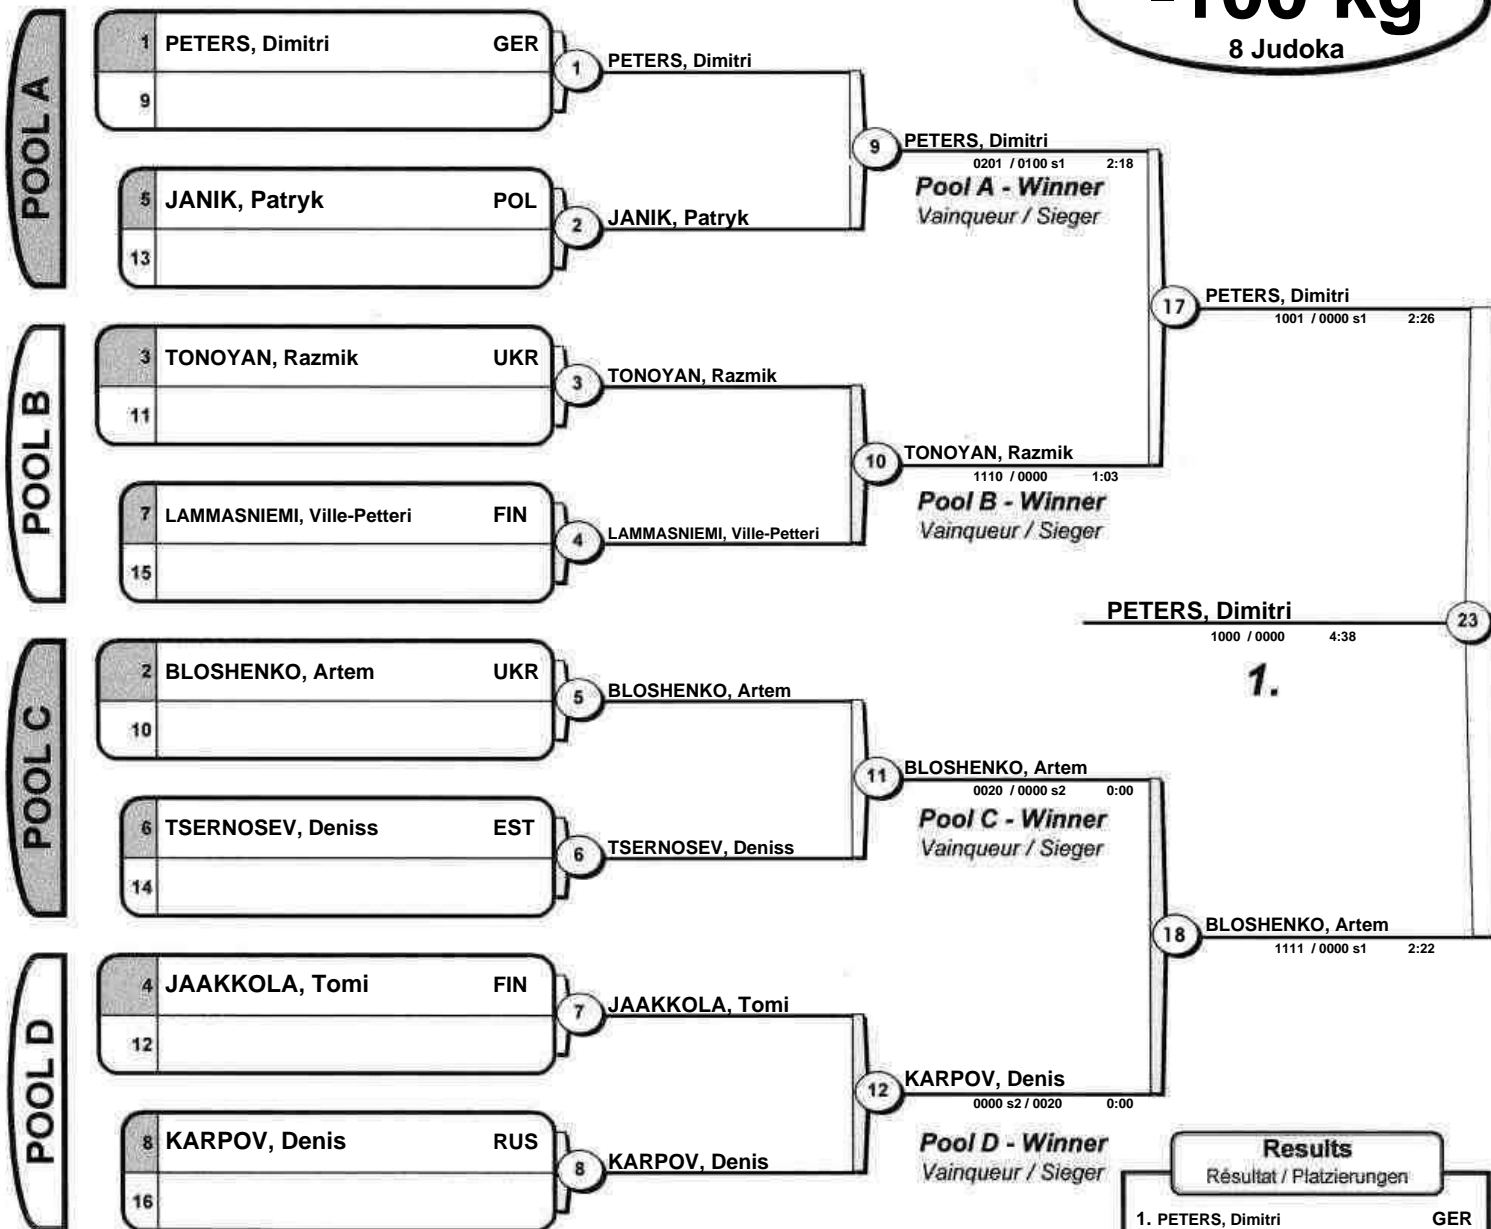 -100 kg
8 Judoka
POOL A
1 PETERS, Dimitri GER
9
5 JANIK, Patryk POL
13
1 PETERS, Dimitri
2 JANIK, Patryk
9 PETERS, Dimitri
0201 / 0100 s1 2:18
Pool A - Winner
Vainqueur / Sieger
POOL B
3 TONOYAN, Razmik UKR
11
7 LAMMASNIEMI, Ville-Petteri FIN
15
3 TONOYAN, Razmik
4 LAMMASNIEMI, Ville-Petteri
10 TONOYAN, Razmik
1110 / 0000 1:03
Pool B - Winner
Vainqueur / Sieger
17 PETERS, Dimitri
1001 / 0000 s1 2:26
PETERS, Dimitri 23
1000 / 0000 4:38
1.
POOL C
2 BLOSHENKO, Artem UKR
10
6 TSERNOSEV, Deniss EST
14
5 BLOSHENKO, Artem
6 TSERNOSEV, Deniss
11 BLOSHENKO, Artem
0020 / 0000 s2 0:00
Pool C - Winner
Vainqueur / Sieger
18 BLOSHENKO, Artem
1111 / 0000 s1 2:22
POOL D
4 JAAKKOLA, Tomi FIN
12
8 KARPOV, Denis RUS
16
7 JAAKKOLA, Tomi
8 KARPOV, Denis
12 KARPOV, Denis
0000 s2 / 0020 0:00
Pool D - Winner
Vainqueur / Sieger
Results
Résultat / Platzierungen
1. PETERS, Dimitri GER